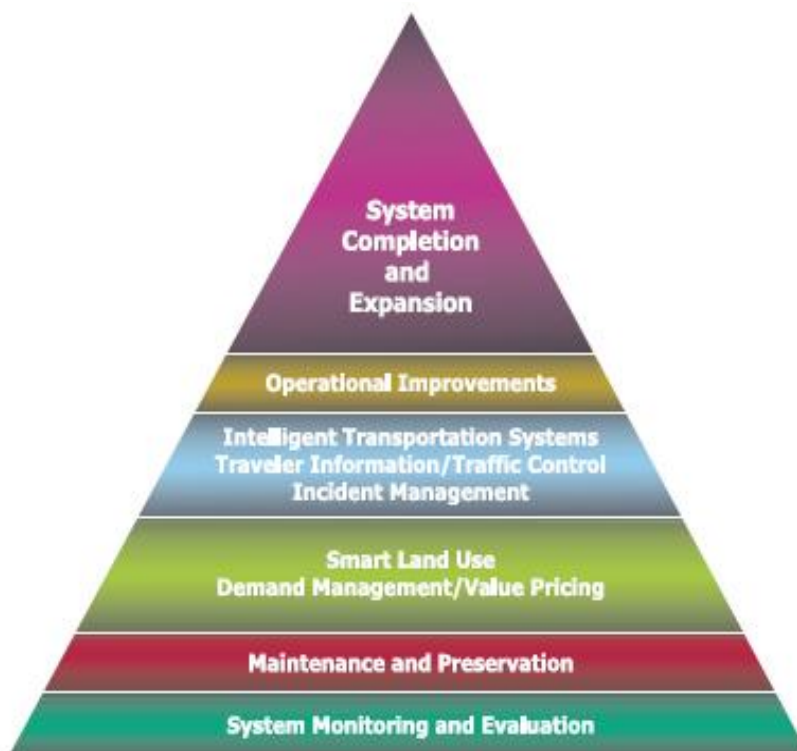 System
Completion
and
Expansion
Operational Improvements
Intelligent Transportation Systems
Traveler Information/Traffic Control
Incident Management
Smart Land Use
Demand Management/Value Pricing
Maintenance and Preservation
System Monitoring and Evaluation